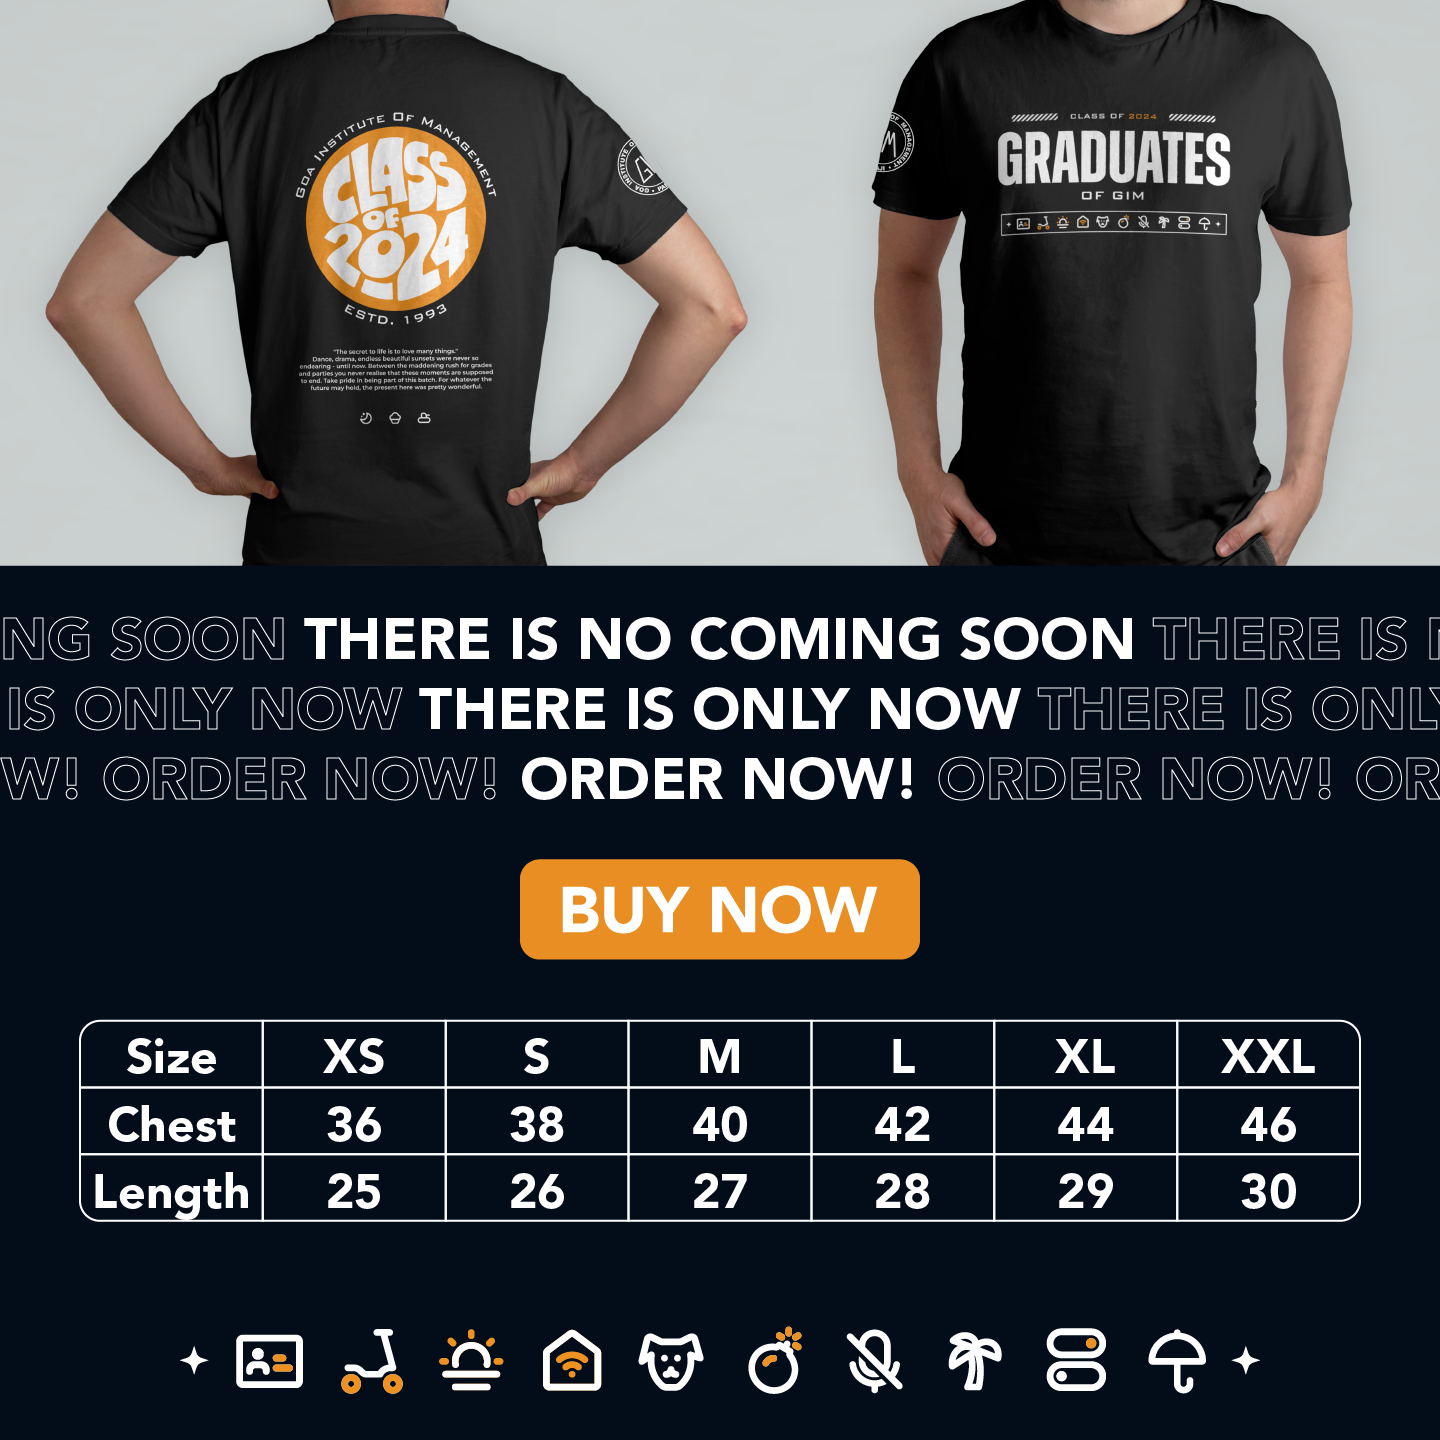 GOA INSTITUTE OF MANAGEMENT
CLASS
OF
2024
ESTD. 1993
"The secret to life is to love many things."
Dance, drama, endless beautiful sunsets were never so
endearing - until now. Between the maddening rush for grades
and parties you never realise that these moments are supposed
to end. Take pride in being part of this batch. For whatever the
future may hold, the present here was pretty wonderful.
GOA INSTITUTE O
CLASS OF 2024
GRADUATES
OF GIM
OF MANAGEMENT
NG SOON THERE IS NO COMING SOON THERE IS
IS ONLY NOW THERE IS ONLY NOW THERE IS ONLY
W! ORDER NOW! ORDER NOW! ORDER NOW! OR
BUY NOW
Size XS S M L XL XXL
Chest 36 38 40 42 44 46
Length 25 26 27 28 29 30